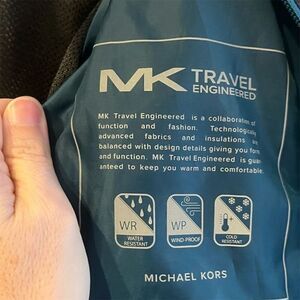 MK TRAVEL
ENGINEERED
MK Travel Engineered is a collaboration of
function and fashion. Technologically
advanced fabrics and insulations are
balanced with design details giving you form
and function. MK Travel Engineered is guar-
anteed to keep you warm and comfortable.
WR WP
WATER RESISTANT WIND-PROOF COLD RESISTANT
MICHAEL KORS